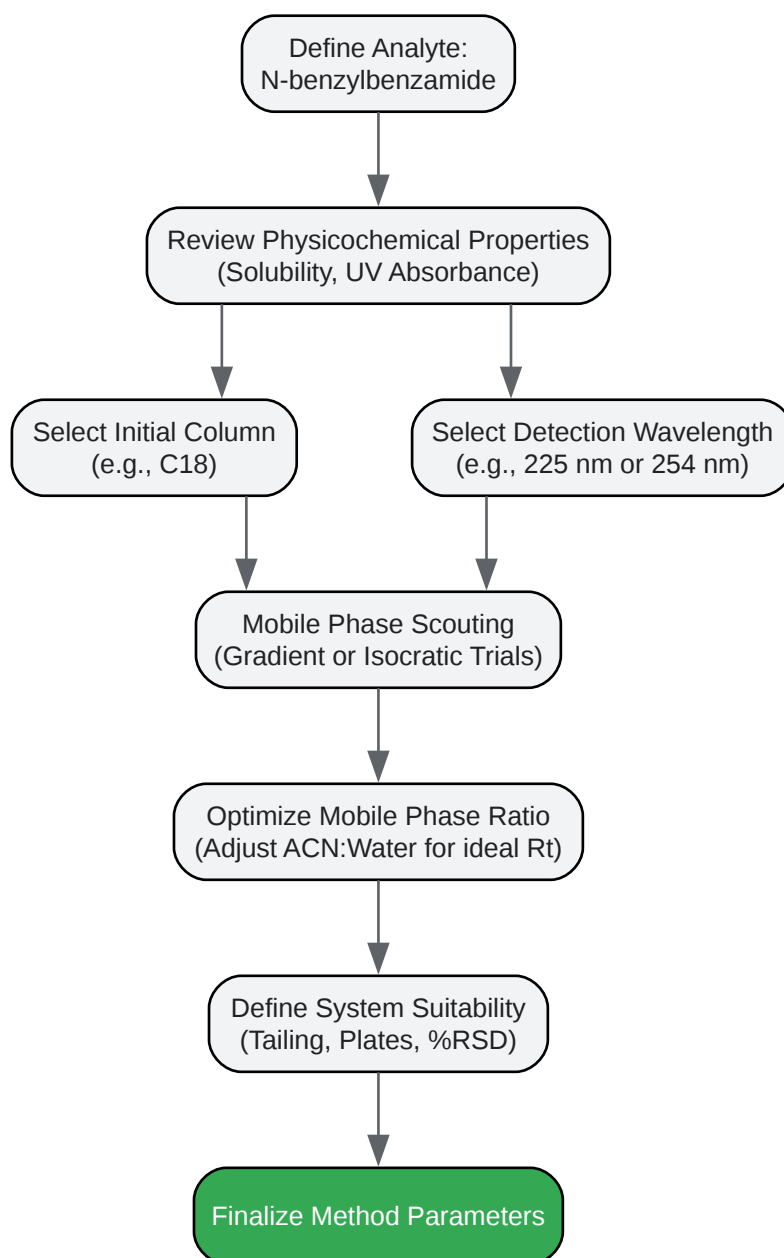 Define Analyte:
N-benzylbenzamide
Review Physicochemical Properties
(Solubility, UV Absorbance)
Select Initial Column
(e.g., C18)
Select Detection Wavelength
(e.g., 225 nm or 254 nm)
Mobile Phase Scouting
(Gradient or Isocratic Trials)
Optimize Mobile Phase Ratio
(Adjust ACN:Water for ideal Rt)
Define System Suitability
(Tailing, Plates, %RSD)
Finalize Method Parameters